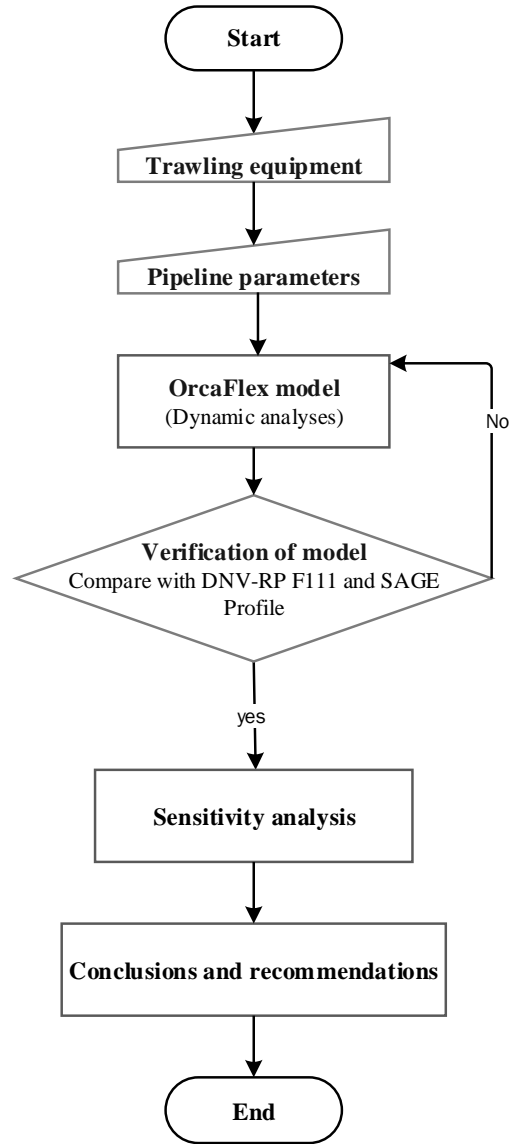 Start
Trawling equipment
Pipeline parameters
OrcaFlex model
(Dynamic analyses)
No
Verification of model
Compare with DNV-RP F111 and SAGE
Profile
yes
Sensitivity analysis
Conclusions and recommendations
End